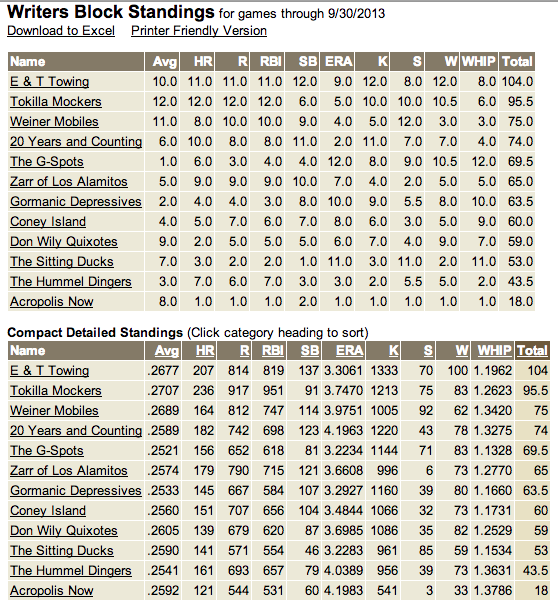 Writers Block Standings for games through 9/30/2013
Download to Excel Printer Friendly Version
Name Avg HR R RBI SB ERA K S W WHIP Total
E & T Towing 10.0 11.0 11.0 11.0 12.0 9.0 12.0 8.0 12.0 8.0 104.0
Tokilla Mockers 12.0 12.0 12.0 12.0 6.0 5.0 10.0 10.0 10.5 6.0 95.5
Weiner Mobiles 11.0 8.0 10.0 10.0 9.0 4.0 5.0 12.0 3.0 3.0 75.0
20 Years and Counting 6.0 10.0 8.0 8.0 11.0 2.0 11.0 7.0 7.0 4.0 74.0
The G-Spots 1.0 6.0 3.0 4.0 4.0 12.0 8.0 9.0 10.5 12.0 69.5
Zarr of Los Alamitos 5.0 9.0 9.0 9.0 10.0 7.0 4.0 2.0 5.0 5.0 65.0
Gormanic Depressives 2.0 4.0 4.0 3.0 8.0 10.0 9.0 5.5 8.0 10.0 63.5
Coney Island 4.0 5.0 7.0 6.0 7.0 8.0 6.0 3.0 5.0 9.0 60.0
Don Wily Quixotes 9.0 2.0 5.0 5.0 5.0 6.0 7.0 4.0 9.0 7.0 59.0
The Sitting Ducks 7.0 3.0 2.0 2.0 1.0 11.0 3.0 11.0 2.0 11.0 53.0
The Hummel Dingers 3.0 7.0 6.0 7.0 3.0 3.0 2.0 5.5 5.0 2.0 43.5
Acropolis Now 8.0 1.0 1.0 1.0 2.0 1.0 1.0 1.0 1.0 1.0 18.0
Compact Detailed Standings (Click category heading to sort)
Name Avg HR R RBI SB ERA K S W WHIP Total
E & T Towing .2677 207 814 819 137 3.3061 1333 70 100 1.1962 104
Tokilla Mockers .2707 236 917 951 91 3.7470 1213 75 83 1.2623 95.5
Weiner Mobiles .2689 164 812 747 114 3.9751 1005 92 62 1.3420 75
20 Years and Counting .2589 182 742 698 123 4.1963 1220 43 78 1.3275 74
The G-Spots .2521 156 652 618 81 3.2234 1144 71 83 1.1328 69.5
Zarr of Los Alamitos .2574 179 790 715 121 3.6608 996 6 73 1.2770 65
Gormanic Depressives .2533 145 667 584 107 3.2927 1160 39 80 1.1660 63.5
Coney Island .2560 151 707 656 104 3.4844 1066 32 73 1.1731 60
Don Wily Quixotes .2605 139 679 620 87 3.6985 1086 35 82 1.2529 59
The Sitting Ducks .2590 141 571 554 46 3.2283 961 85 59 1.1534 53
The Hummel Dingers .2541 161 693 657 79 4.0389 956 39 73 1.3631 43.5
Acropolis Now .2592 121 544 531 60 4.1983 541 3 33 1.3786 18